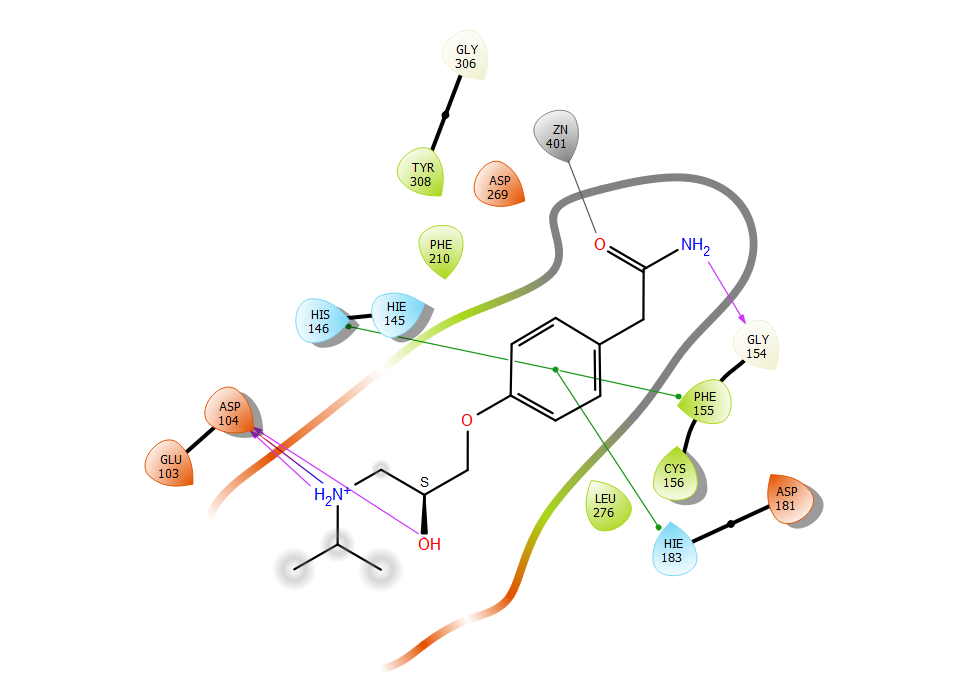 GLY
306
ZN
401
TYR
308
ASP
269
PHE
210
O
NH2
HIE
145
HIS
146
GLY
154
PHE
155
ASP
104
O
GLU
103
CYS
156
S
H2N+
LEU
276
ASP
181
OH
HIE
183